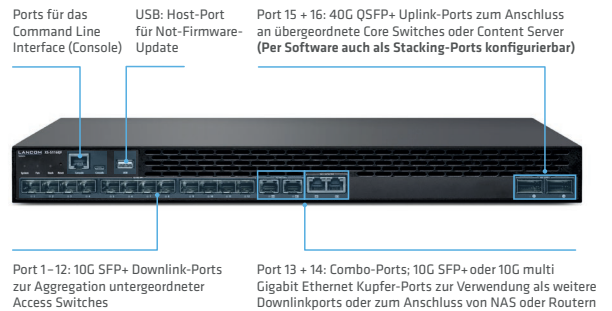 Ports für das
Command Line
Interface (Console)
USB: Host-Port
für Not-Firmware-
Update
Port 15 + 16: 40G QSFP+ Uplink-Ports zum Anschluss
an übergeordnete Core Switches oder Content Server
(Per Software auch als Stacking-Ports konfigurierbar)
LANCOM
Port 1–12: 10G SFP+ Downlink-Ports
zur Aggregation untergeordneter
Access Switches
Port 13 + 14: Combo-Ports; 10G SFP+ oder 10G multi
Gigabit Ethernet Kupfer-Ports zur Verwendung als weitere
Downlinkports oder zum Anschluss von NAS oder Routern